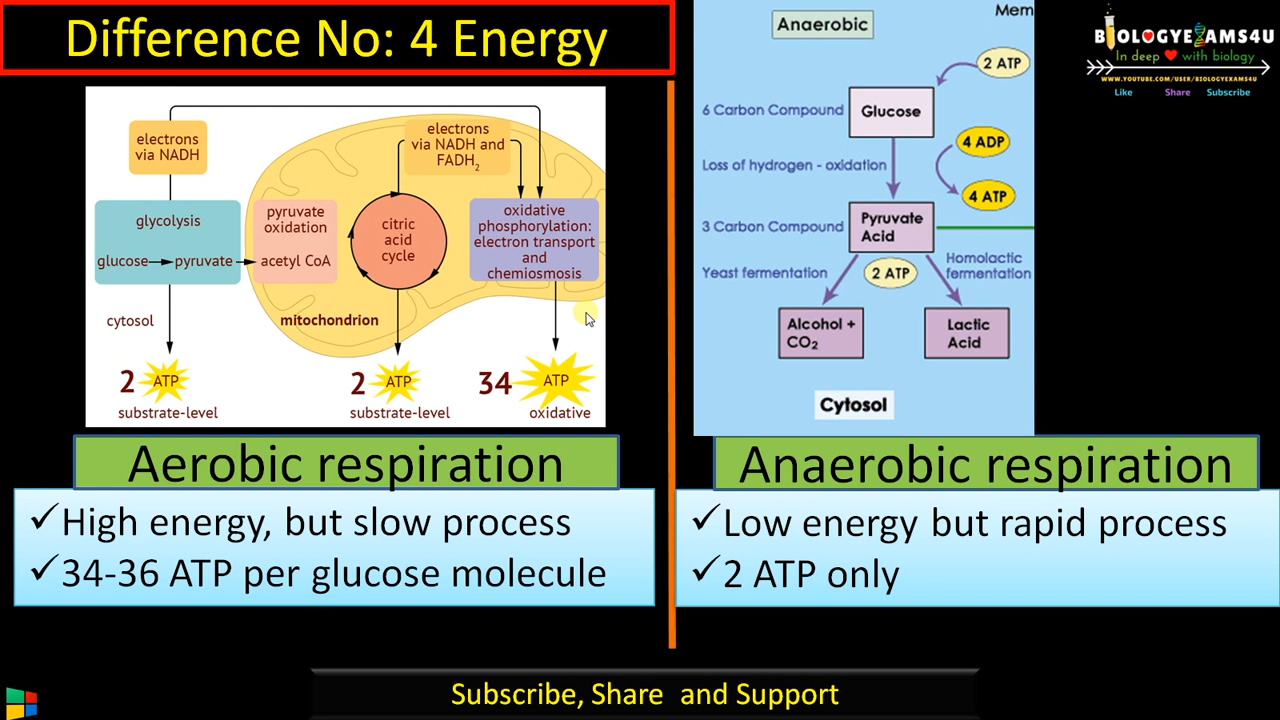 Difference No: 4 Energy
electrons
via NADH
electrons
via NADH and
FADH₂
glycolysis
glucose
pyruvate
pyruvate
oxidation
acetyl CoA
citric
acid
cycle
oxidative
phosphorylation:
electron transport
and
chemiosmosis
cytosol
mitochondrion
2 ATP
substrate-level
2 ATP
substrate-level
34 ATP
oxidative
Aerobic respiration
✓High energy, but slow process
✓34-36 ATP per glucose molecule
Anaerobic
Mem
2 ATP
6 Carbon Compound
Glucose
4 ADP
Loss of hydrogen - oxidation
4 ATP
3 Carbon Compound
Pyruvate
Acid
Yeast fermentation
2 ATP
Homolactic
fermentation
Alcohol +
CO₂
Lactic
Acid
Cytosol
Anaerobic respiration
✓Low energy but rapid process
✓2 ATP only
BIOLOGYEXAMS4U
In deep ♥ with biology
WWW.YOUTUBE.COM/USER/BIOLOGYEXAMS4U
Like Share Subscribe
Subscribe, Share and Support